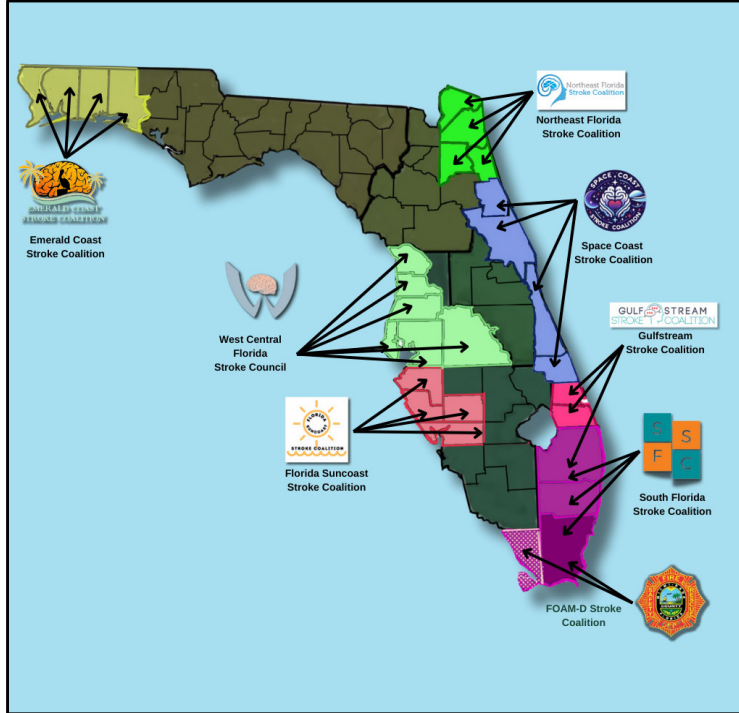 Northeast Florida
Stroke Coalition
Northeast Florida
Stroke Coalition
EMERALD COAST
STROKE COALITION
Emerald Coast
Stroke Coalition
SPACE COAST
STROKE COALITION
Space Coast
Stroke Coalition
West Central
Florida
Stroke Council
GULF STREAM
STROKE COALITION
Gulfstream
Stroke Coalition
FLORIDA
SUNCOAST
STROKE COALITION
Florida Suncoast
Stroke Coalition
S S
F C
South Florida
Stroke Coalition
FOAM-D Stroke
Coalition
FIRE
COUNTY